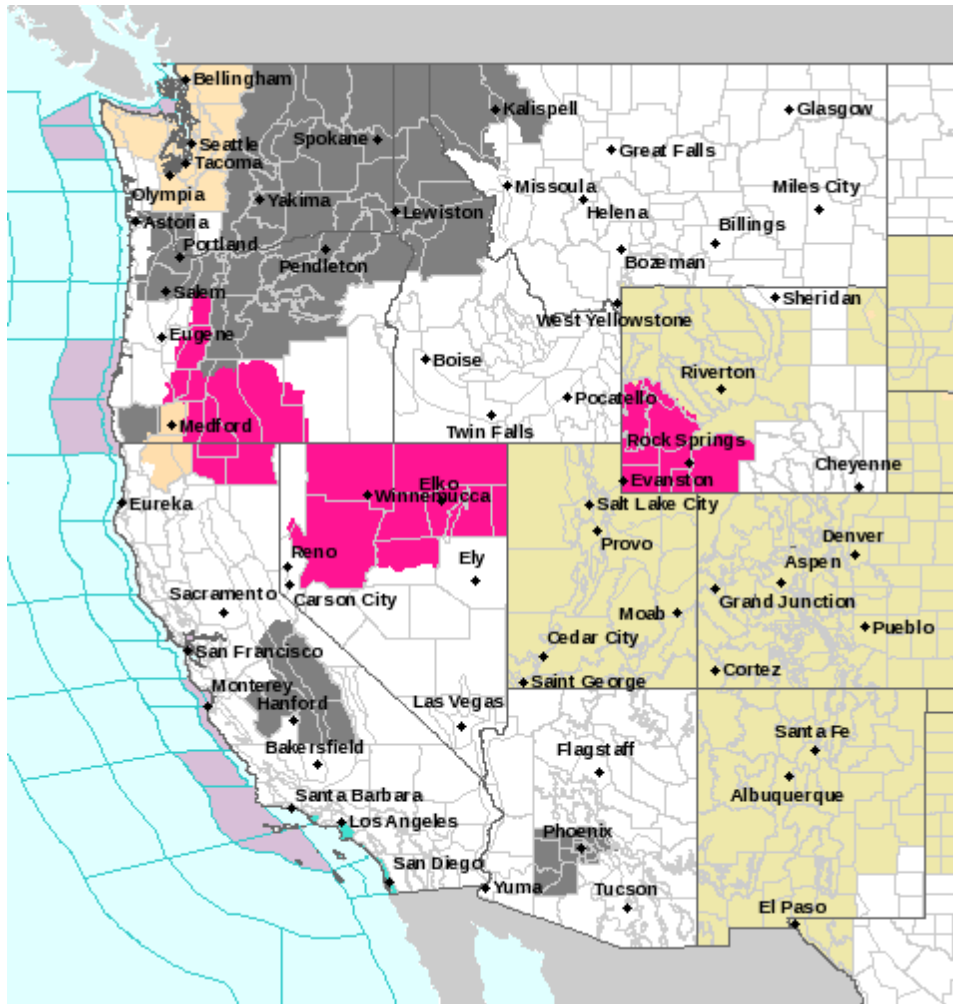 Bellingham
Kalispell
Glasgow
Spokane
Seattle
Great Falls
Tacoma
Missoula
Miles City
Olympia
Yakima
Lewiston
Helena
Astoria
Billings
Portland
Pendleton
Bozeman
Salem
Sheridan
West Yellowstone
Eugene
Boise
Riverton
Pocatello
Medford
Twin Falls
Rock Springs
Cheyenne
Elko
Evanston
Winnemucca
Eureka
Salt Lake City
Provo
Denver
Reno
Ely
Aspen
Sacramento
Carson City
Grand Junction
Moab
Pueblo
Cedar City
San Francisco
Cortez
Saint George
Monterey
Hanford
Las Vegas
Bakersfield
Flagstaff
Santa Fe
Albuquerque
Santa Barbara
Los Angeles
Phoenix
San Diego
Yuma
Tucson
El Paso